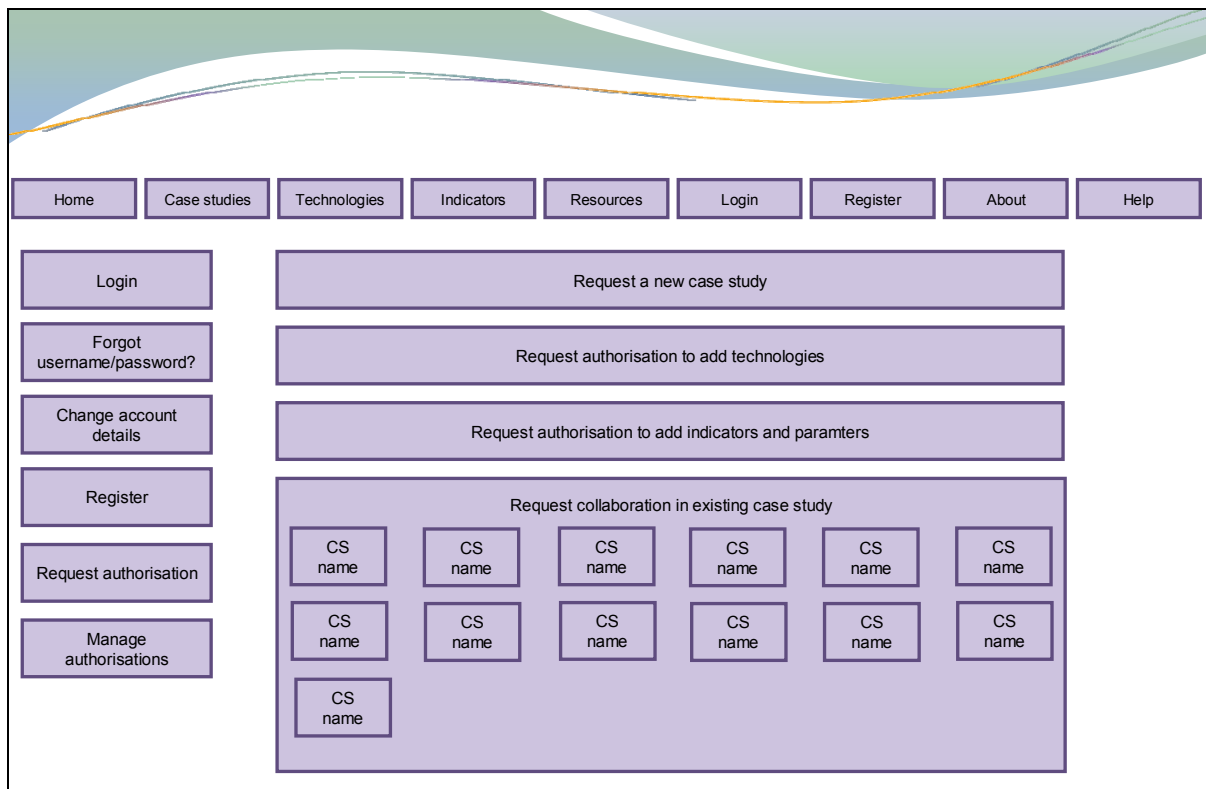 Home
Case studies
Technologies
Indicators
Resources
Login
Register
About
Help
Login
Forgot
username/password?
Change account
details
Register
Request authorisation
Manage
authorisations
Request a new case study
Request authorisation to add technologies
Request authorisation to add indicators and paramters
Request collaboration in existing case study
CS
name
CS
name
CS
name
CS
name
CS
name
CS
name
CS
name
CS
name
CS
name
CS
name
CS
name
CS
name
CS
name